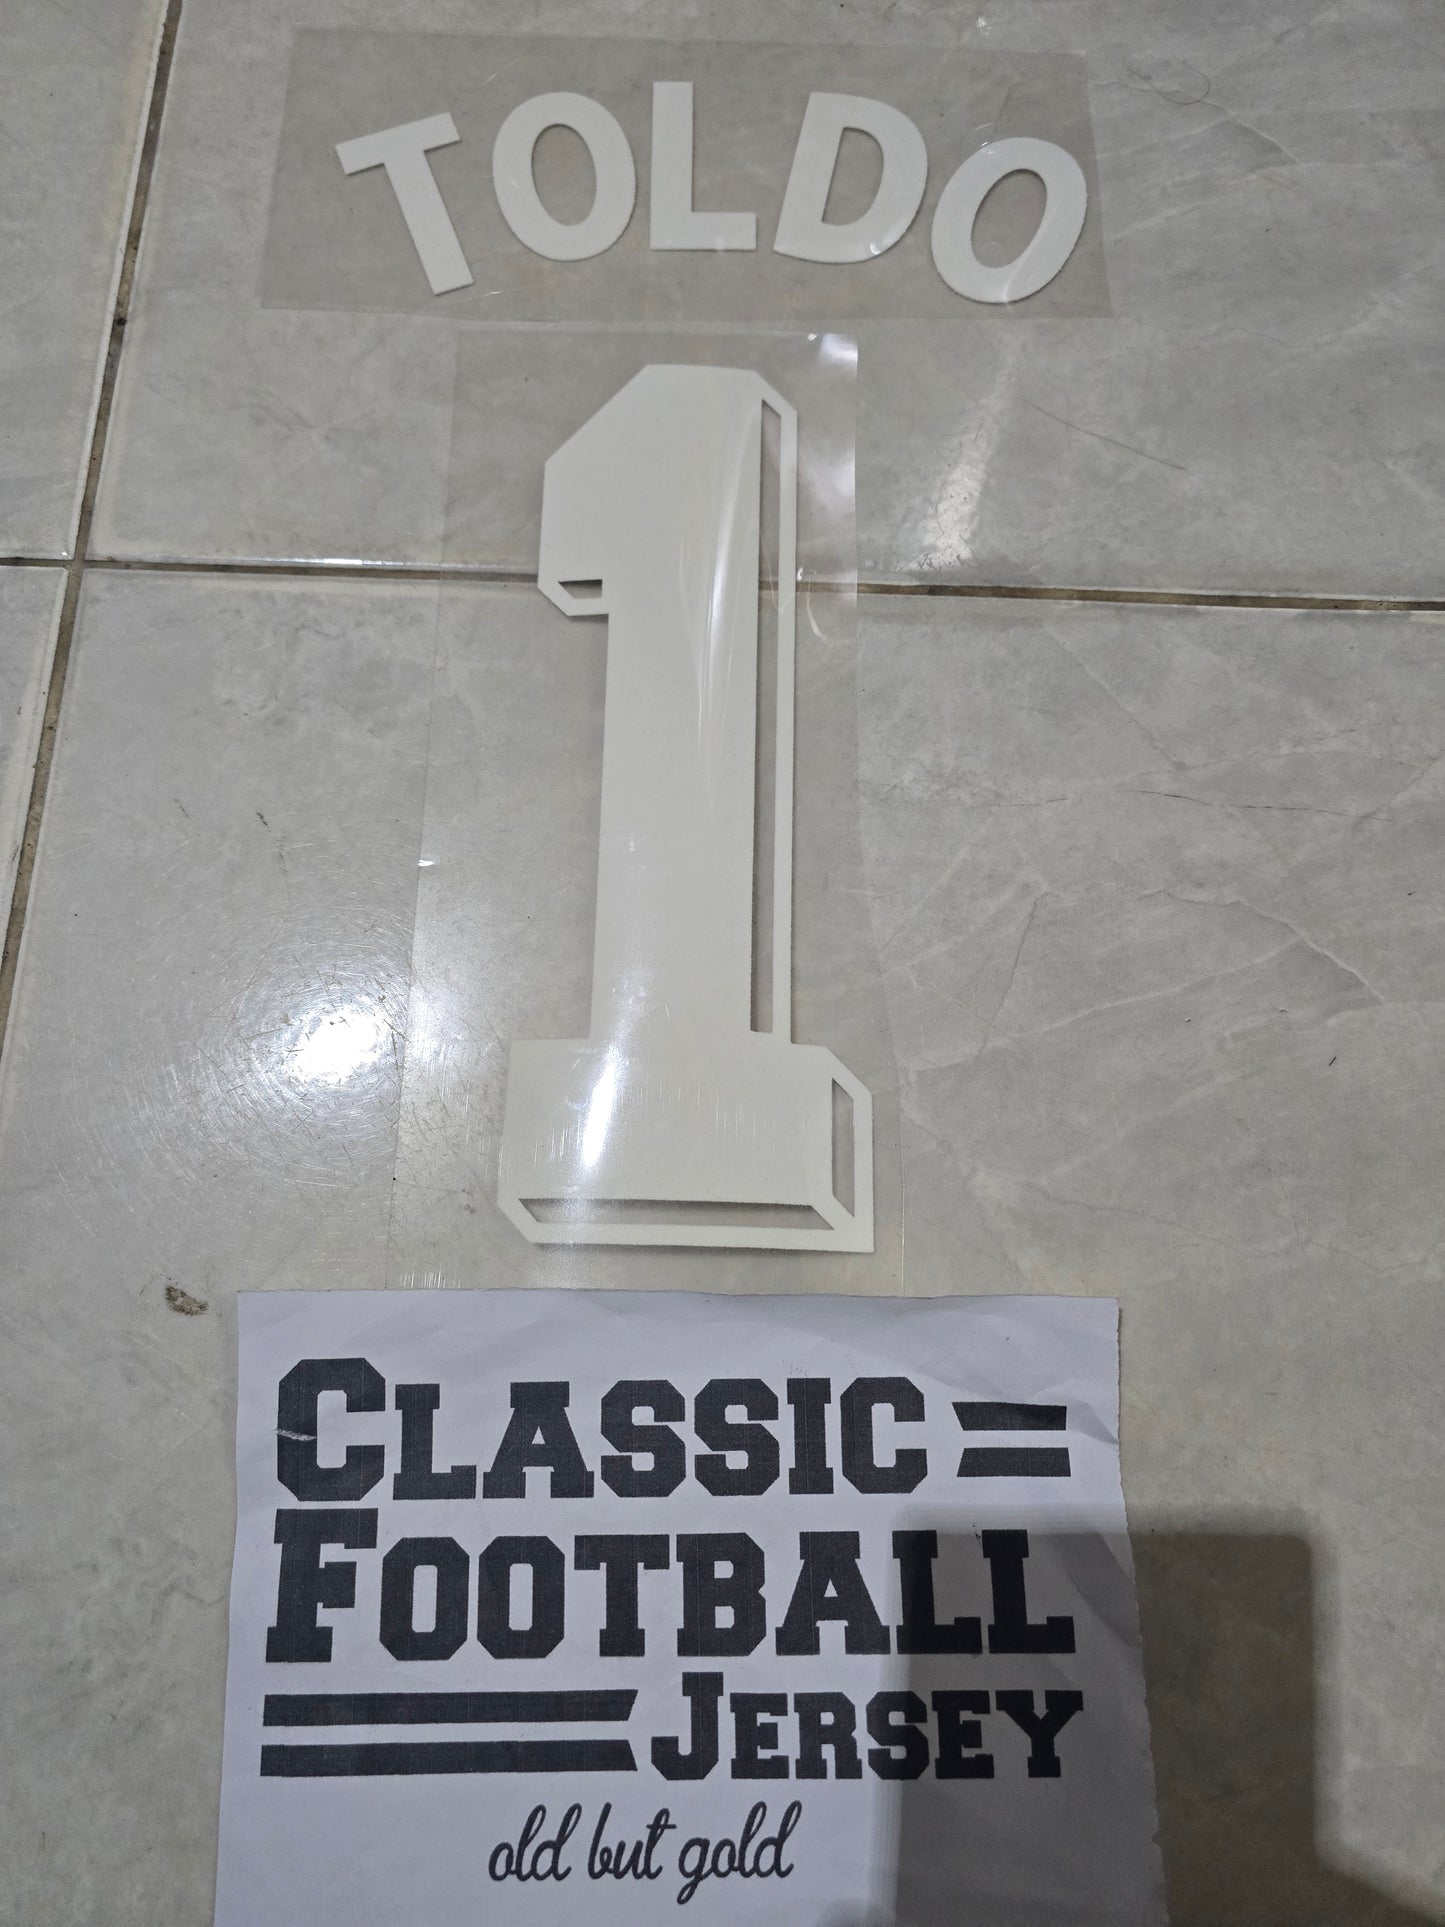 TOLDO
1
CLASSIC
FOOTBALL
JERSEY
old but gold